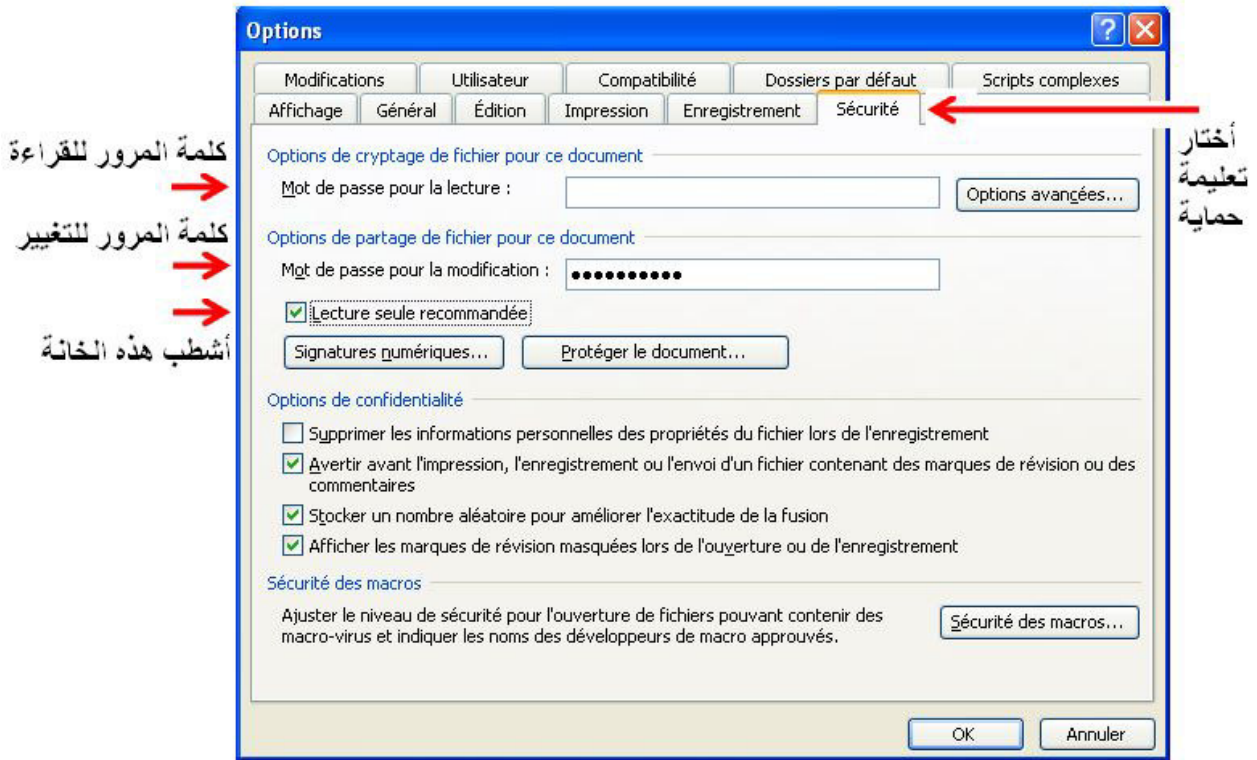 Options
Modifications Utilisateur Compatibilité Dossiers par défaut Scripts complexes
Affichage Général Édition Impression Enregistrement Sécurité
أختار
تعليمة
حماية
Options de cryptage de fichier pour ce document
كلمة المرور للقراءة
Mot de passe pour la lecture :
Options avancées...
Options de partage de fichier pour ce document
كلمة المرور للتغيير
Mot de passe pour la modification : ●●●●●●●●●●
Lecture seule recommandée
أشطب هذه الخانة
Signatures numériques... Protéger le document...
Options de confidentialité
Supprimer les informations personnelles des propriétés du fichier lors de l'enregistrement
Avertir avant l'impression, l'enregistrement ou l'envoi d'un fichier contenant des marques de révision ou des
commentaires
Stocker un nombre aléatoire pour améliorer l'exactitude de la fusion
Afficher les marques de révision masquées lors de l'ouverture ou de l'enregistrement
Sécurité des macros
Ajuster le niveau de sécurité pour l'ouverture de fichiers pouvant contenir des
macro-virus et indiquer les noms des développeurs de macro approuvés.
Sécurité des macros...
OK Annuler